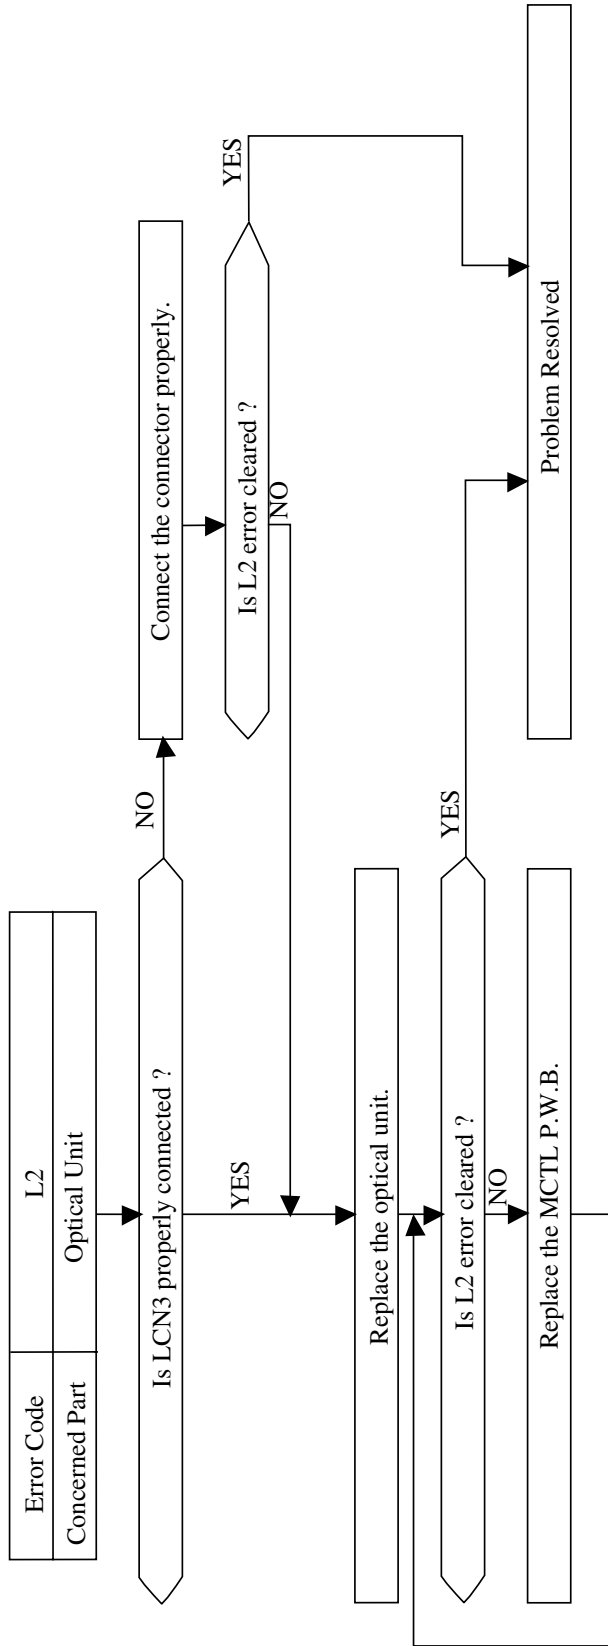 Error Code
L2
Concerned Part
Optical Unit
Is LCN3 properly connected ?
NO
Connect the connector properly.
YES
Is L2 error cleared ?
YES
NO
Replace the optical unit.
Is L2 error cleared ?
YES
NO
Replace the MCTL P.W.B.
Problem Resolved